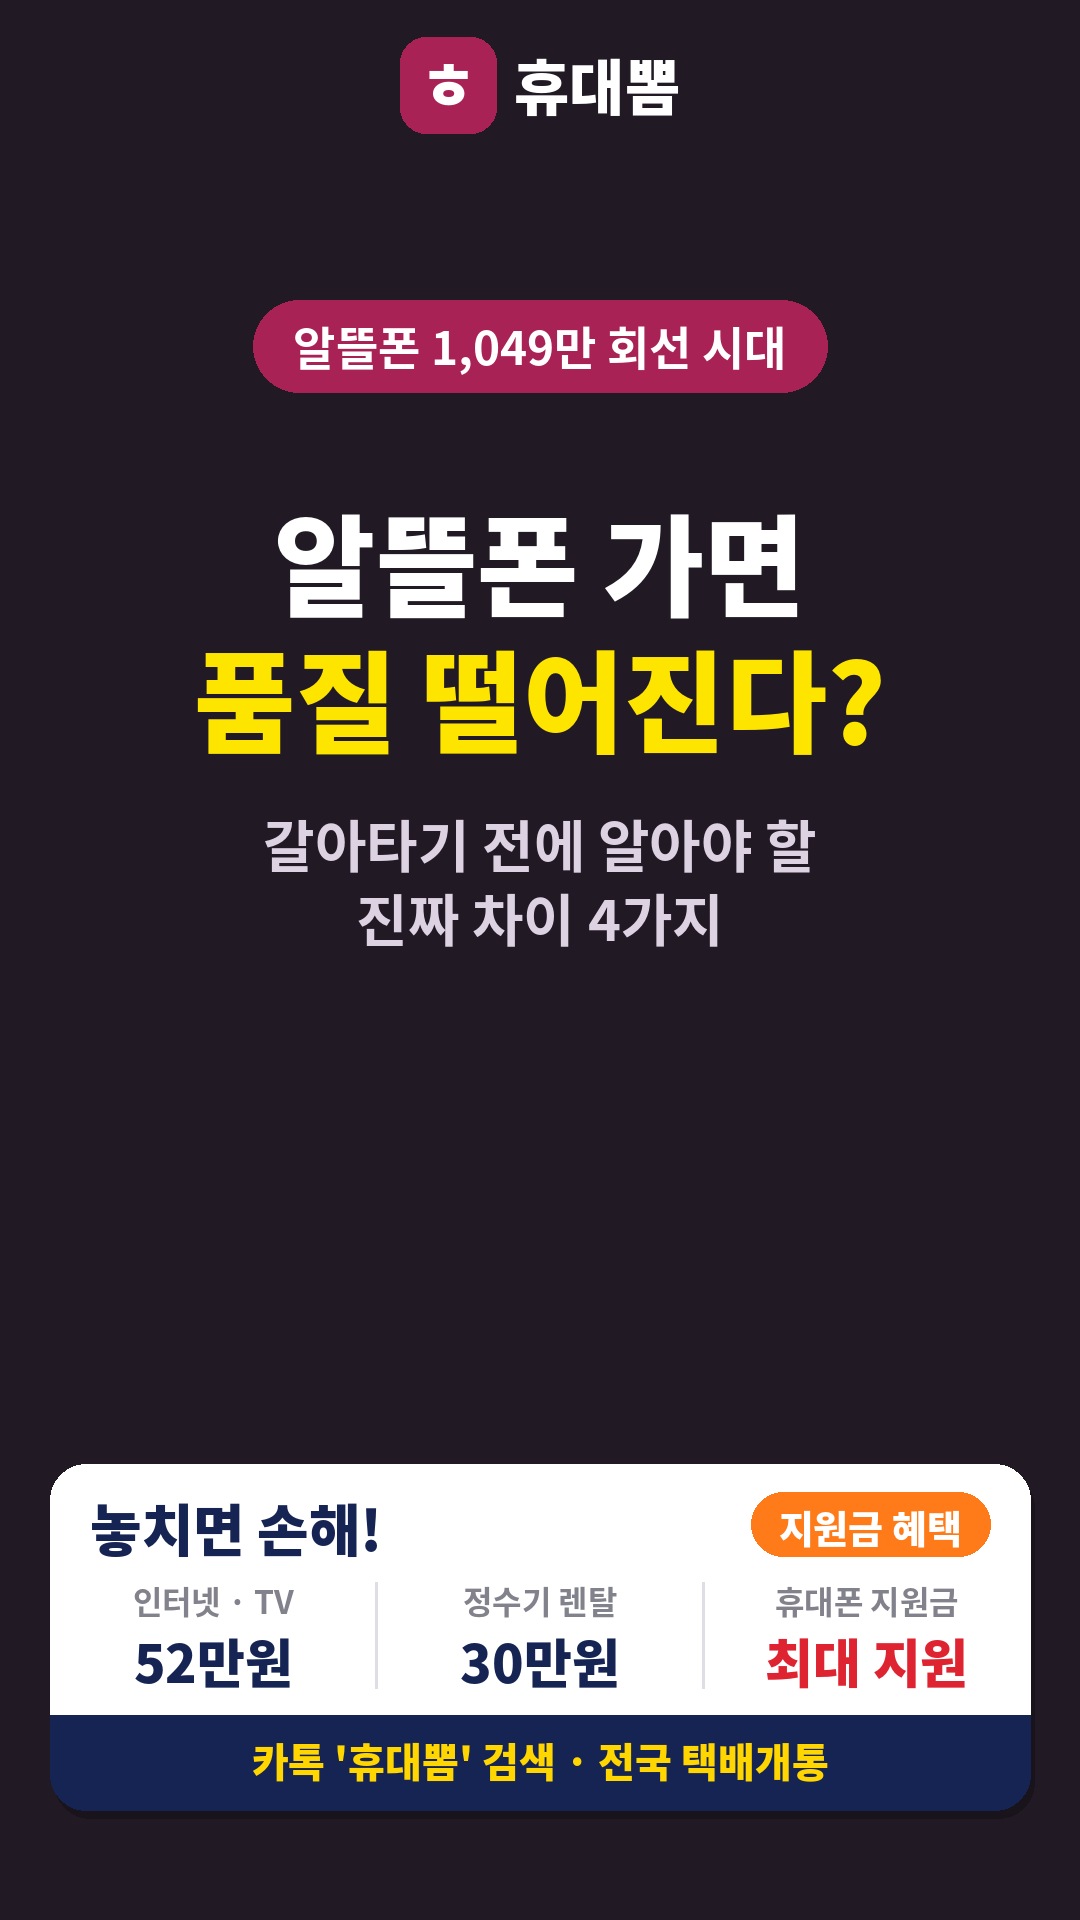 ㅎ 휴대뽐
알뜰폰 1,049만 회선 시대
알뜰폰 가면
품질 떨어진다?
갈아타기 전에 알아야 할
진짜 차이 4가지
놓치면 손해!
지원금 혜택
인터넷 · TV
52만원
정수기 렌탈
30만원
휴대폰 지원금
최대 지원
카톡 '휴대뽐' 검색 · 전국 택배개통